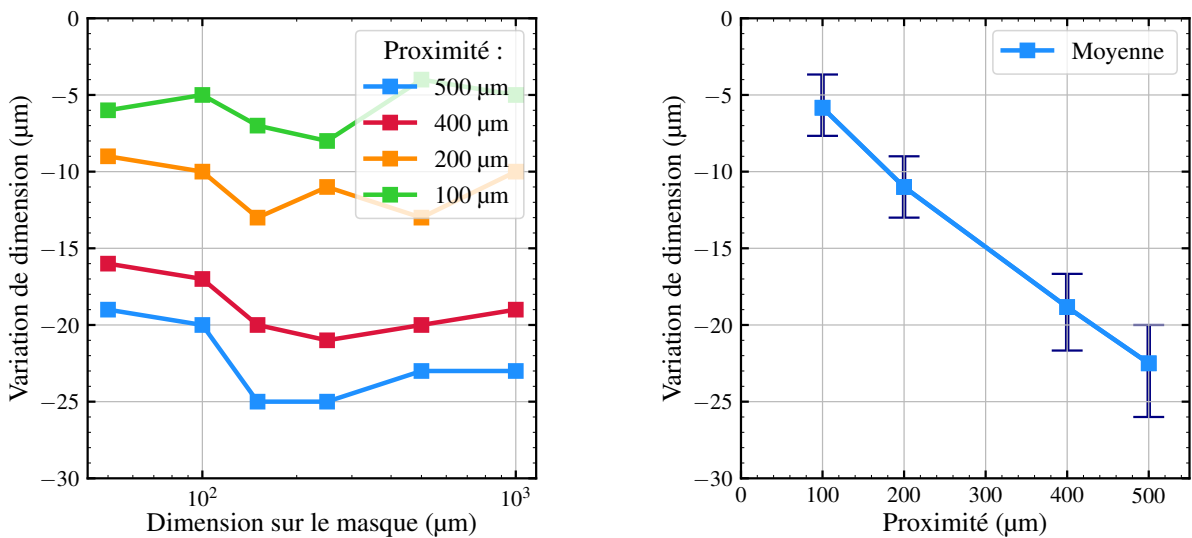 0
−5
−10
−15
−20
−25
−30
10²
10³
Variation de dimension (µm)
Dimension sur le masque (µm)
Proximité :
500 µm
400 µm
200 µm
100 µm
0
−5
−10
−15
−20
−25
−30
0
100
200
300
400
500
Variation de dimension (µm)
Proximité (µm)
Moyenne